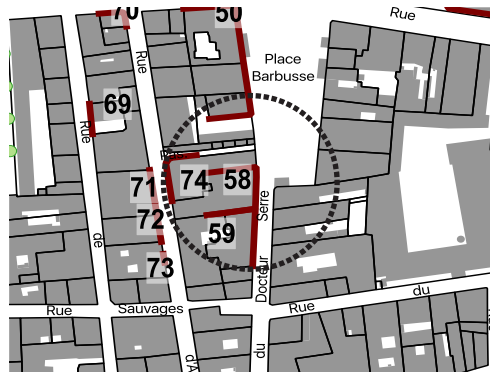 70
50
Rue
Place
Barbusse
Rue
69
Rue
71
74
58
72
59
Serre
73
de
Docteur
du
Rue
Sauvages
Rue
du
d'A